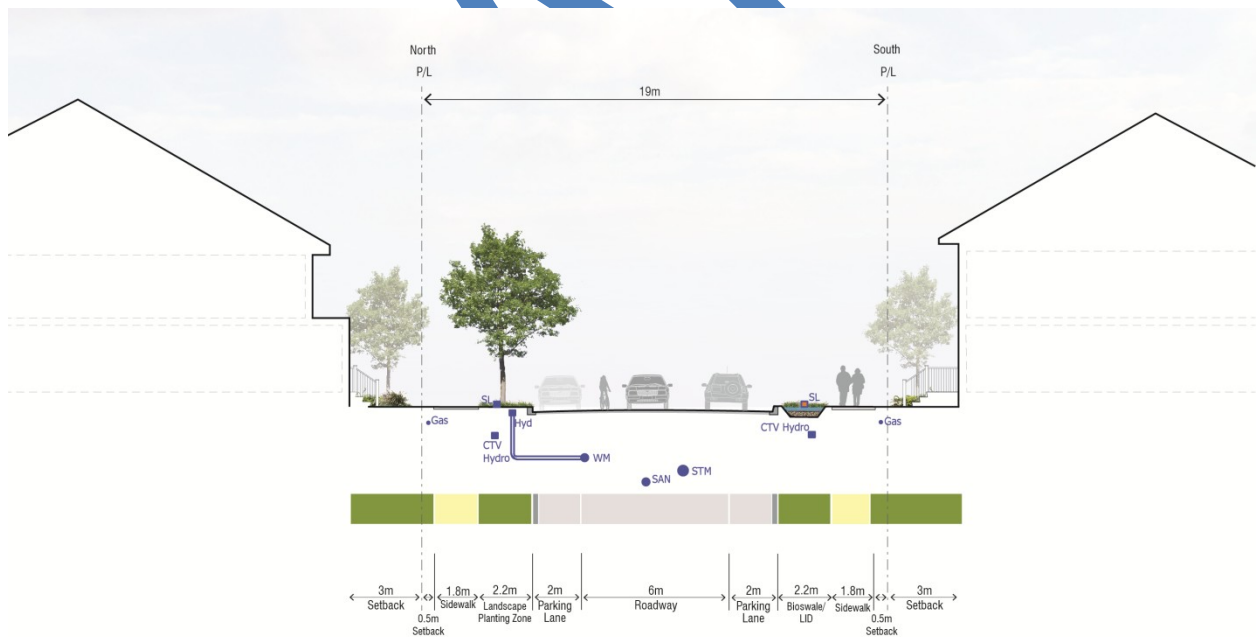 North
South
P/L
P/L
19m
SL
SL
Gas
Hyd
CTV Hydro
Gas
CTV
Hydro
WM
STM
SAN
3m
Setback
0.5m
Setback
1.8m
Sidewalk
2.2m
Landscape
Planting Zone
2m
Parking
Lane
6m
Roadway
2m
Parking
Lane
2.2m
Bioswale/
LID
1.8m
Sidewalk
0.5m
Setback
3m
Setback